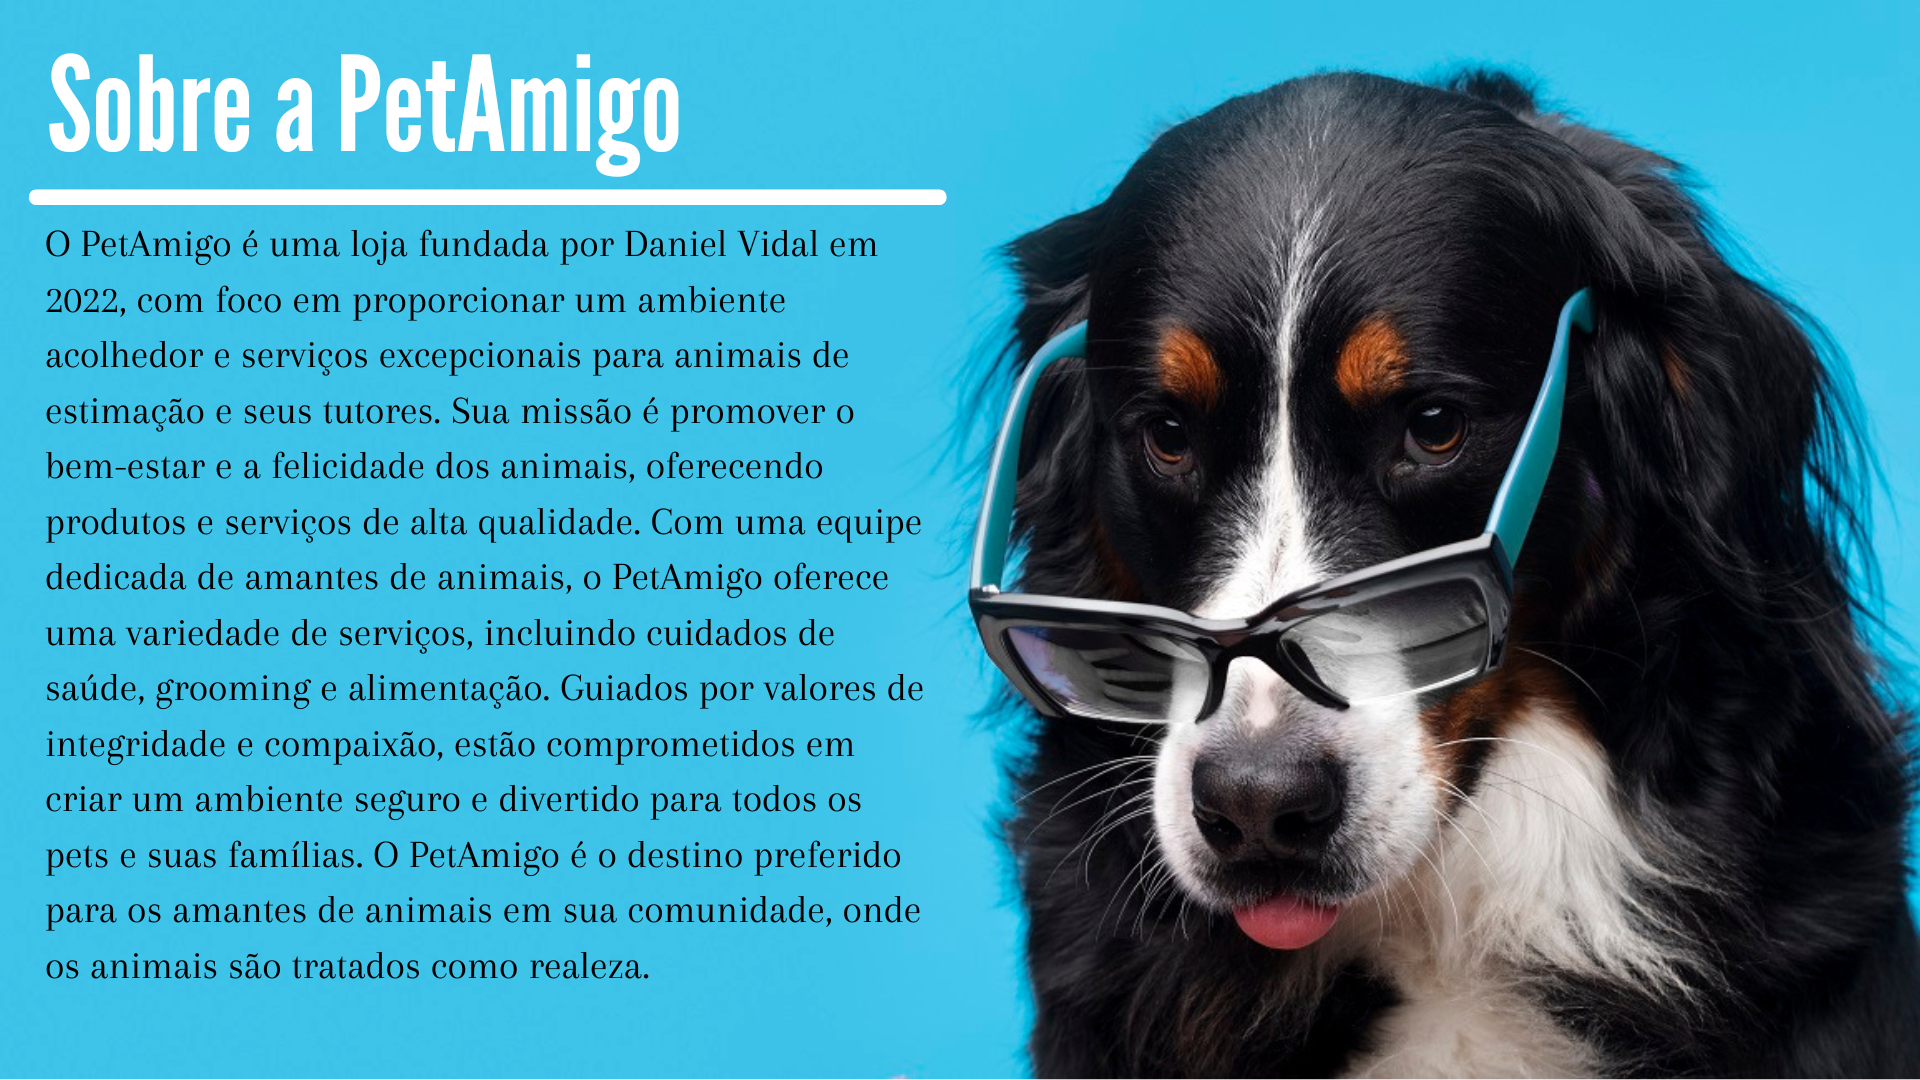 Sobre a PetAmigo
O PetAmigo é uma loja fundada por Daniel Vidal em
2022, com foco em proporcionar um ambiente
acolhedor e serviços excepcionais para animais de
estimação e seus tutores. Sua missão é promover o
bem-estar e a felicidade dos animais, oferecendo
produtos e serviços de alta qualidade. Com uma equipe
dedicada de amantes de animais, o PetAmigo oferece
uma variedade de serviços, incluindo cuidados de
saúde, grooming e alimentação. Guiados por valores de
integridade e compaixão, estão comprometidos em
criar um ambiente seguro e divertido para todos os
pets e suas famílias. O PetAmigo é o destino preferido
para os amantes de animais em sua comunidade, onde
os animais são tratados como realeza.